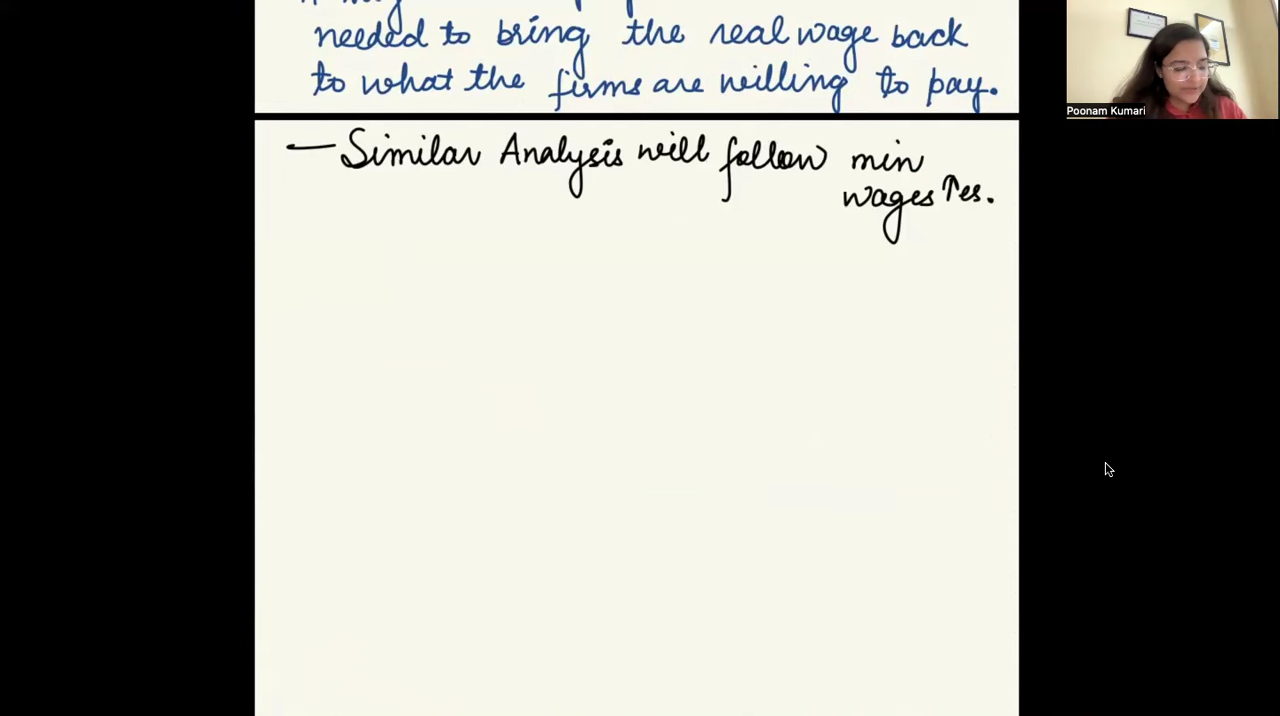 needed to bring the real wage back
to what the firms are willing to pay.
— Similar Analysis will follow min
wages ↑es.
Poonam Kumari